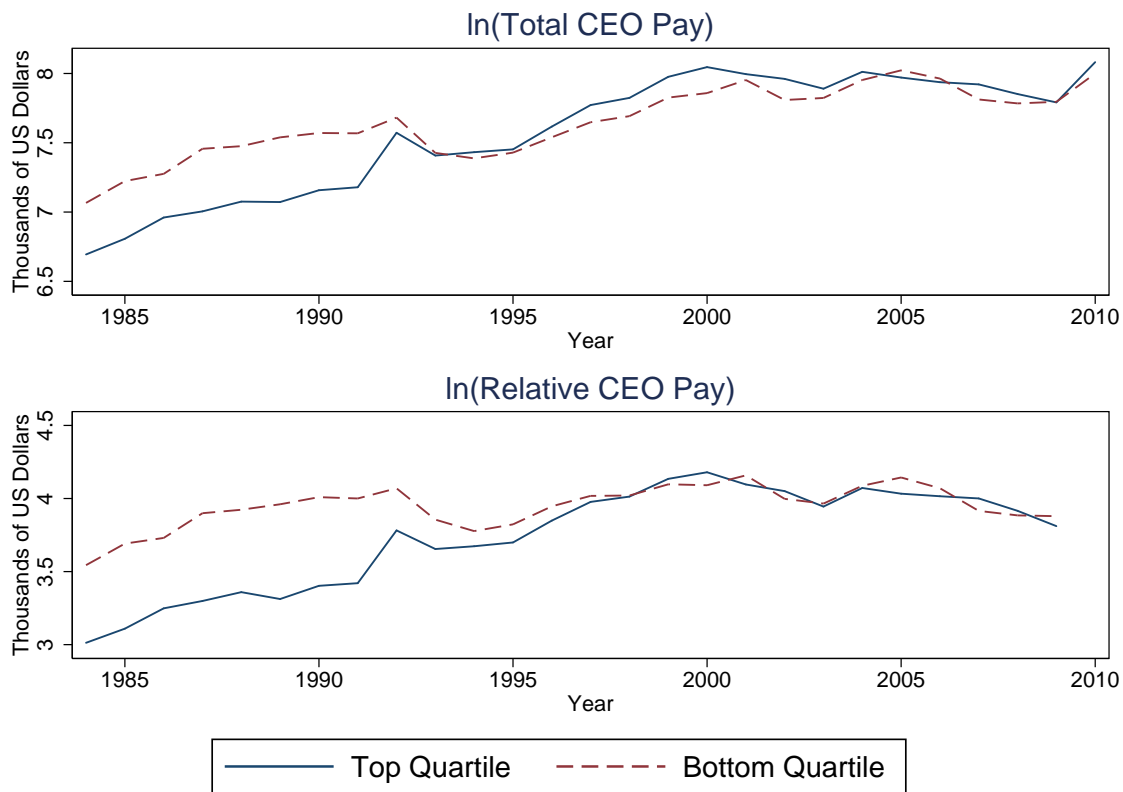 ln(Total CEO Pay)
Thousands of US Dollars
8
7.5
7
6.5
1985 1990 1995 2000 2005 2010
Year
ln(Relative CEO Pay)
Thousands of US Dollars
4.5
4
3.5
3
1985 1990 1995 2000 2005 2010
Year
Top Quartile Bottom Quartile